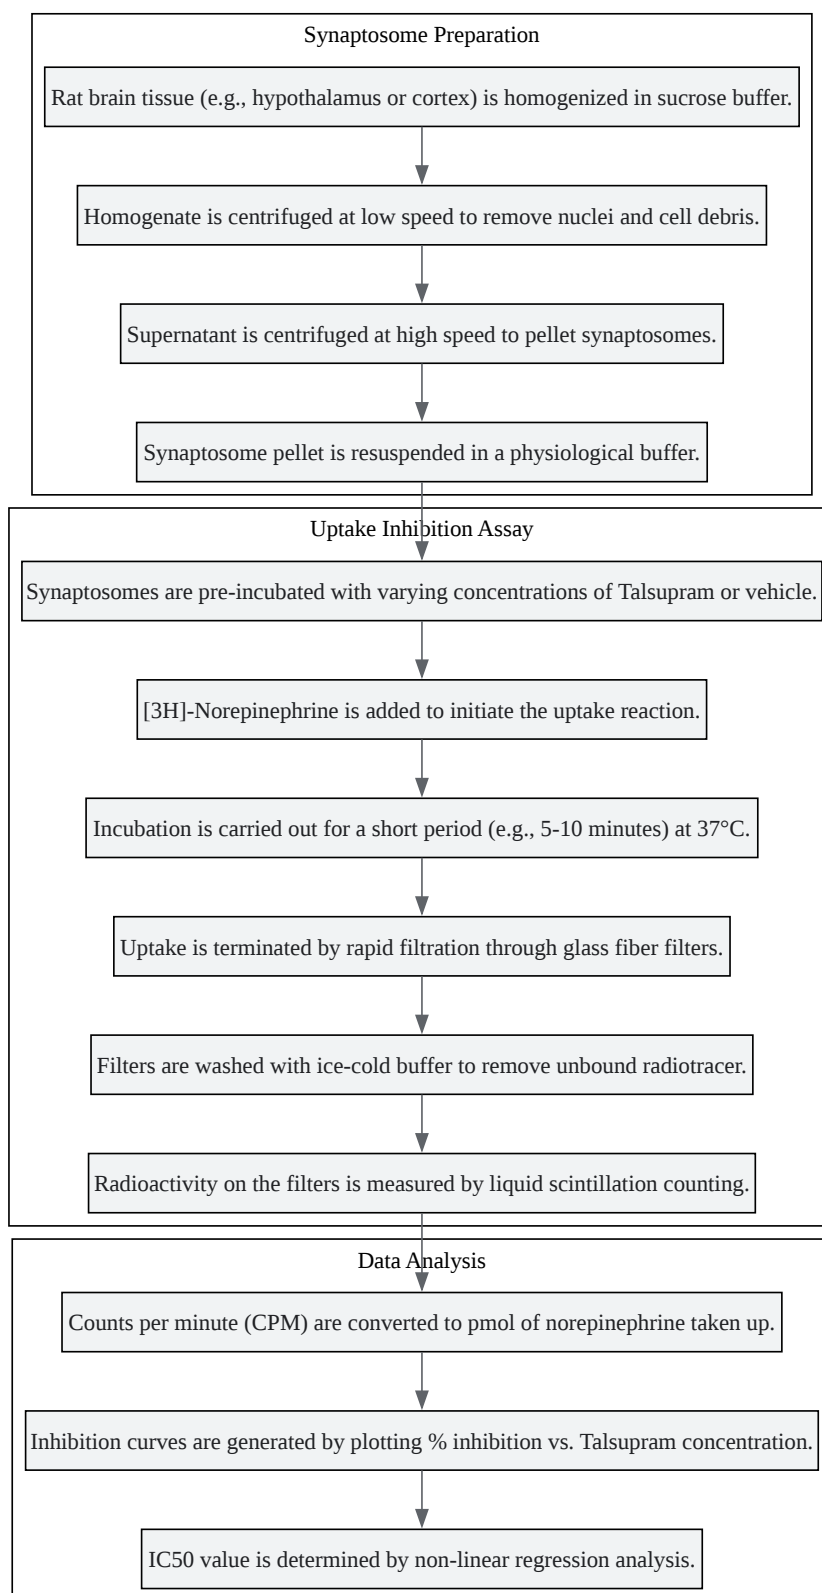 Synaptosome Preparation
Rat brain tissue (e.g., hypothalamus or cortex) is homogenized in sucrose buffer.
Homogenate is centrifuged at low speed to remove nuclei and cell debris.
Supernatant is centrifuged at high speed to pellet synaptosomes.
Synaptosome pellet is resuspended in a physiological buffer.
Uptake Inhibition Assay
Synaptosomes are pre-incubated with varying concentrations of Talsupram or vehicle.
[3H]-Norepinephrine is added to initiate the uptake reaction.
Incubation is carried out for a short period (e.g., 5-10 minutes) at 37°C.
Uptake is terminated by rapid filtration through glass fiber filters.
Filters are washed with ice-cold buffer to remove unbound radiotracer.
Radioactivity on the filters is measured by liquid scintillation counting.
Data Analysis
Counts per minute (CPM) are converted to pmol of norepinephrine taken up.
Inhibition curves are generated by plotting % inhibition vs. Talsupram concentration.
IC50 value is determined by non-linear regression analysis.